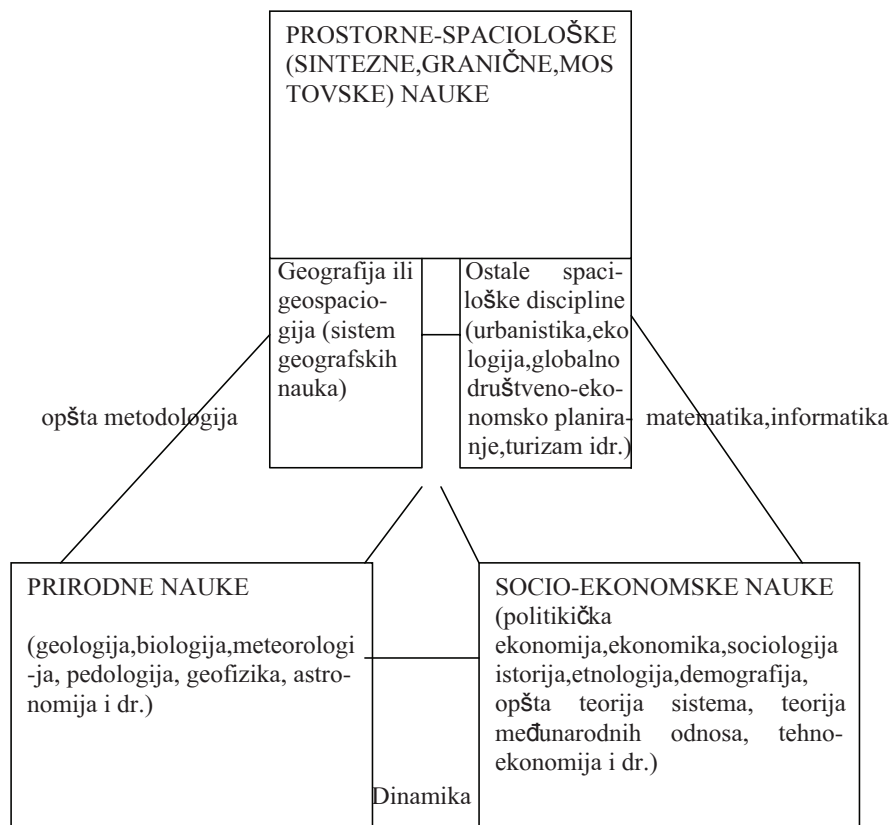 PROSTORNE-SPACIOLOŠKE
(SINTEZNE,GRANIČNE,MOS
TOVSKE) NAUKE
Geografija ili
geospacio-
gija (sistem
geografskih
nauka)
Ostale spaci-
loške discipline
(urbanistika,eko
logija,globalno
društveno-eko-
nomsko planira-
nje,turizam idr.)
opšta metodologija
matematika,informatika
PRIRODNE NAUKE
(geologija,biologija,meteorologi
-ja, pedologija, geofizika, astro-
nomija i dr.)
SOCIO-EKONOMSKE NAUKE
(politikička
ekonomija,ekonomika,sociologija
istorija,etnologija,demografija,
opšta teorija sistema, teorija
međunarodnih odnosa, tehno-
ekonomija i dr.)
Dinamika